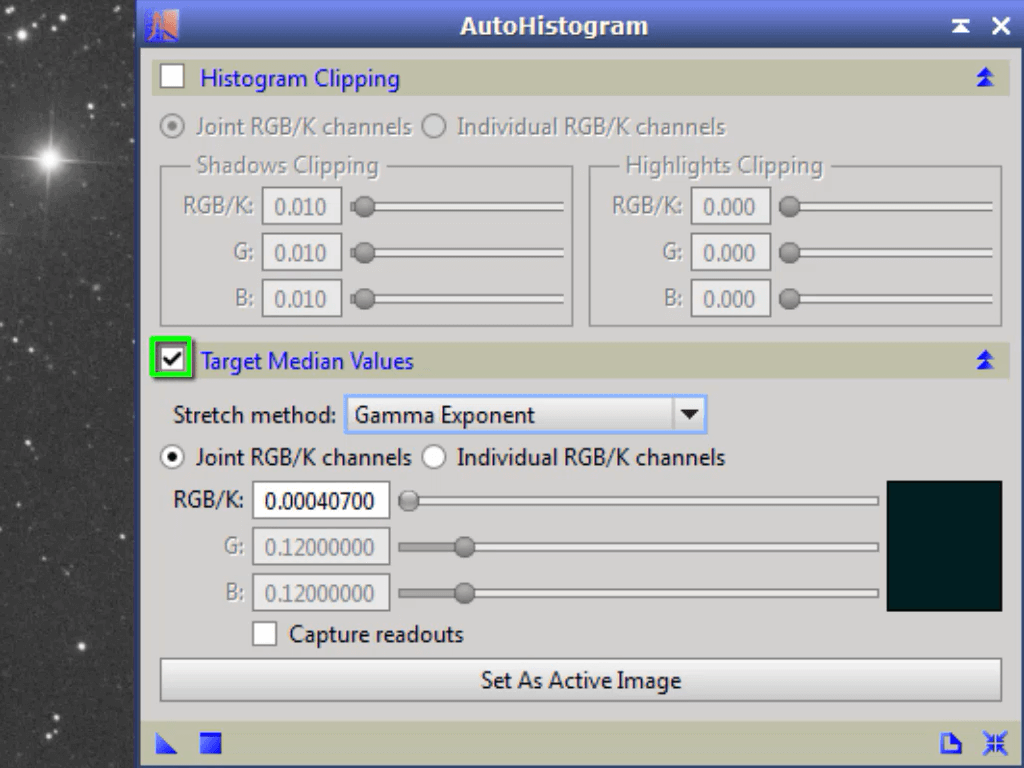 AutoHistogram
Histogram Clipping
Joint RGB/K channels Individual RGB/K channels
Shadows Clipping Highlights Clipping
RGB/K: 0.010 RGB/K: 0.000
G: 0.010 G: 0.000
B: 0.010 B: 0.000
Target Median Values
Stretch method: Gamma Exponent
Joint RGB/K channels Individual RGB/K channels
RGB/K: 0.00040700
G: 0.12000000
B: 0.12000000
Capture readouts
Set As Active Image